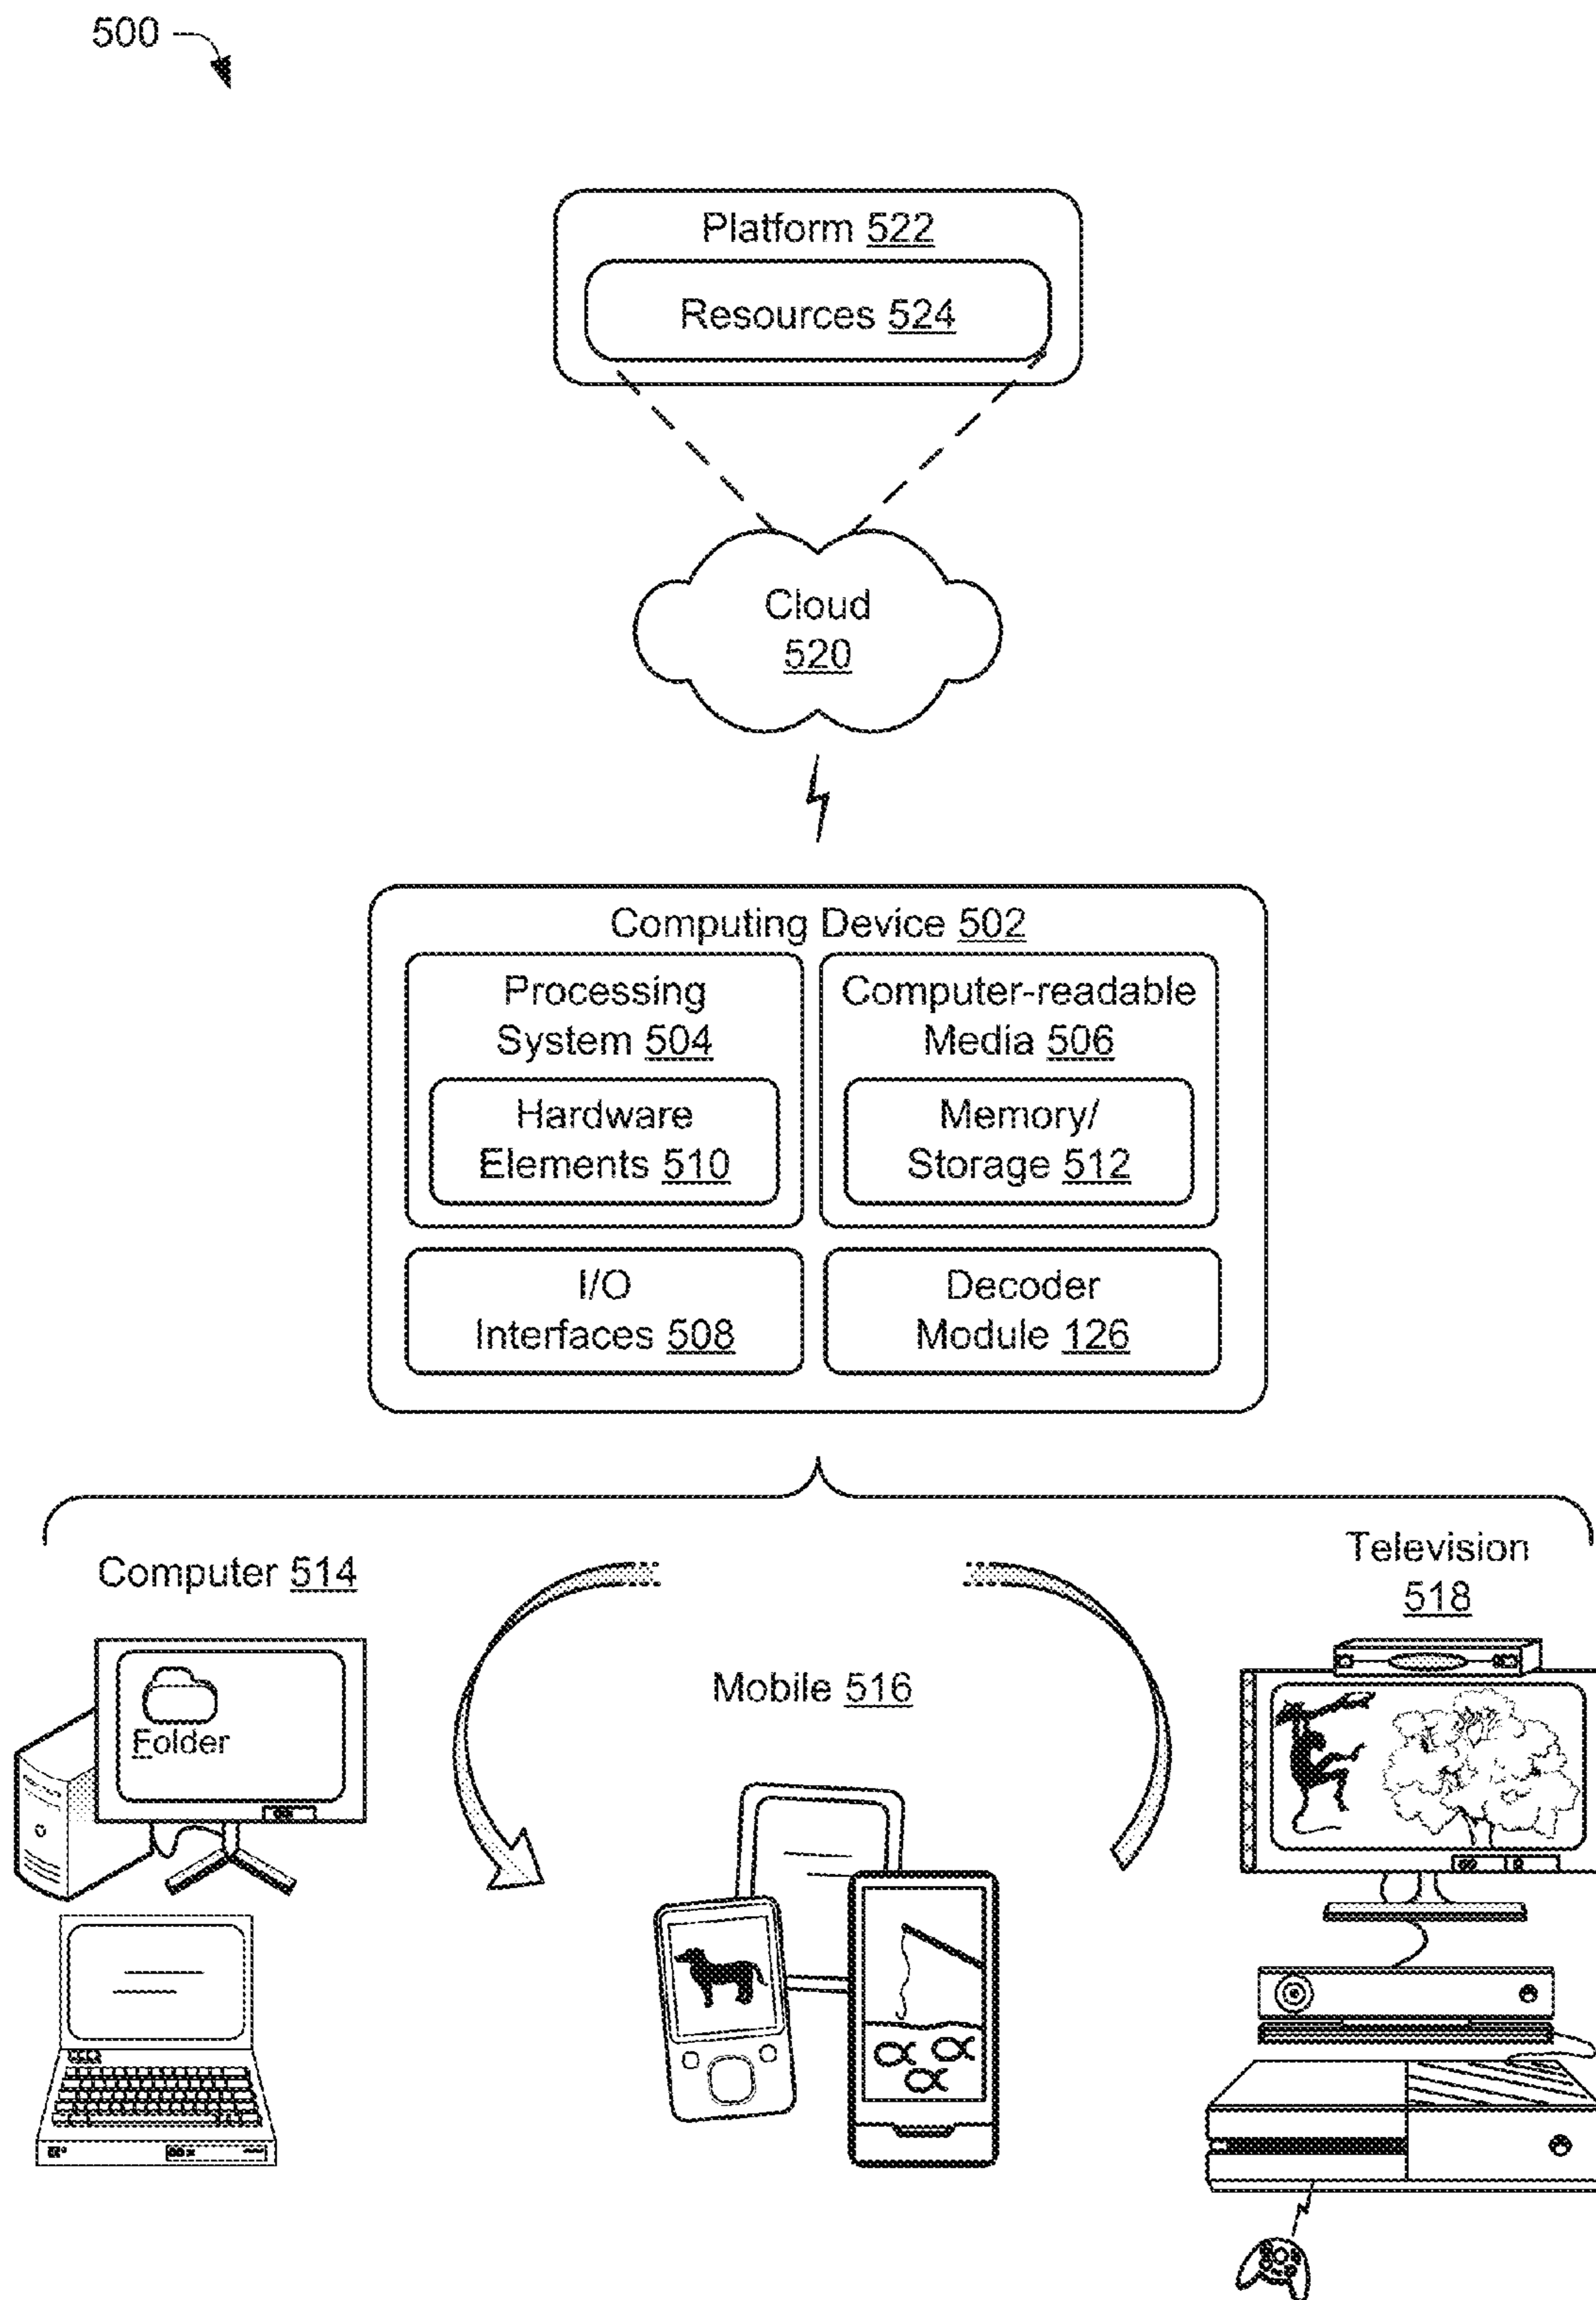 500
Platform 522
Resources 524
Cloud
520
Computing Device 502
Processing
System 504
Hardware
Elements 510
Computer-readable
Media 506
Memory/
Storage 512
I/O
Interfaces 508
Decoder
Module 126
Computer 514
Folder
Mobile 516
Television
518